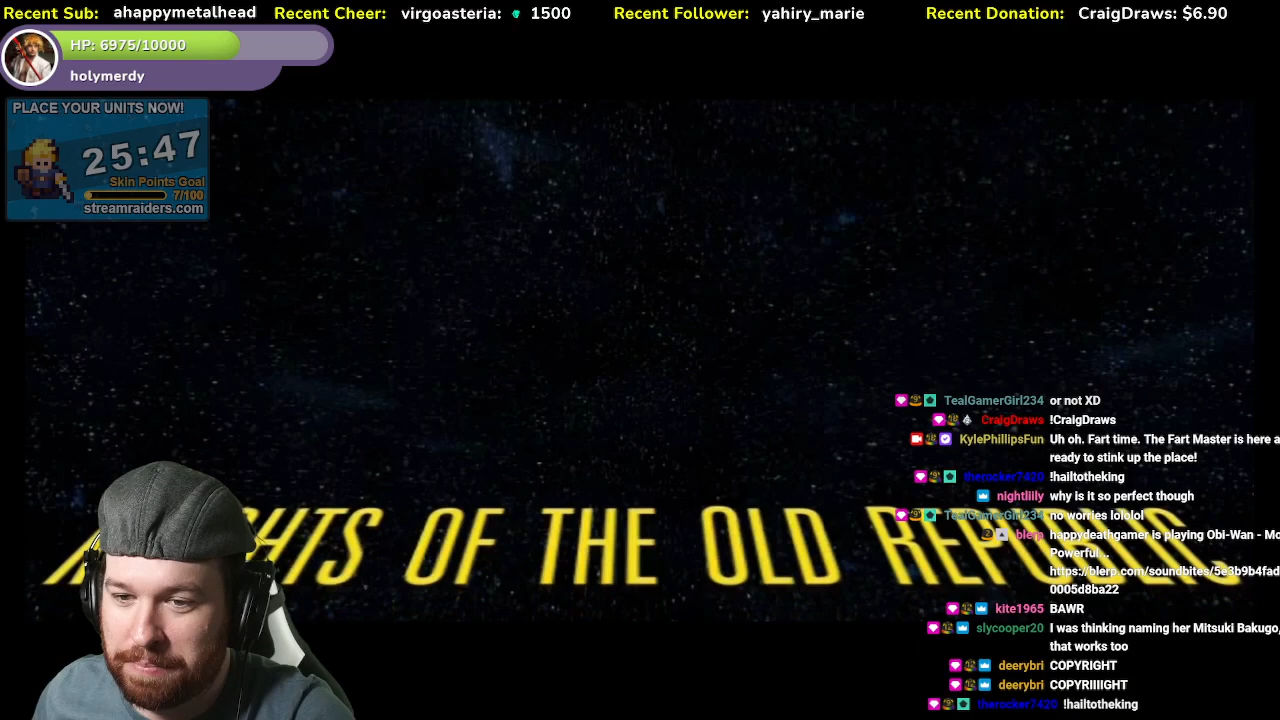 Recent Sub: ahappymetalhead Recent Cheer: virgoasteria: 1500 Recent Follower: yahiry_marie Recent Donation: CraigDraws: $6.90
HP: 6975/10000
holymerdy
PLACE YOUR UNITS NOW!
25:47
Skin Points Goal
7/100
streamraiders.com
TealGamerGirl234 or not XD
CraigDraws !CraigDraws
KylePhillipsFun Uh oh. Fart time. The Fart Master is here a
ready to stink up the place!
therocker7420 !hailtotheking
nightliily why is it so perfect though
TealGamerGirl234 no worries lololol
blerp happydeathgamer is playing Obi-Wan - Mo
Powerful ..
https://blerp.com/soundbites/5e3b9b4fad
0005d8ba22
kite1965 BAWR
slycooper20 I was thinking naming her Mitsuki Bakugo,
that works too
deerybri COPYRIGHT
deerybri COPYRIIIIGHT
therocker7420 !hailtotheking
OF THE OLD